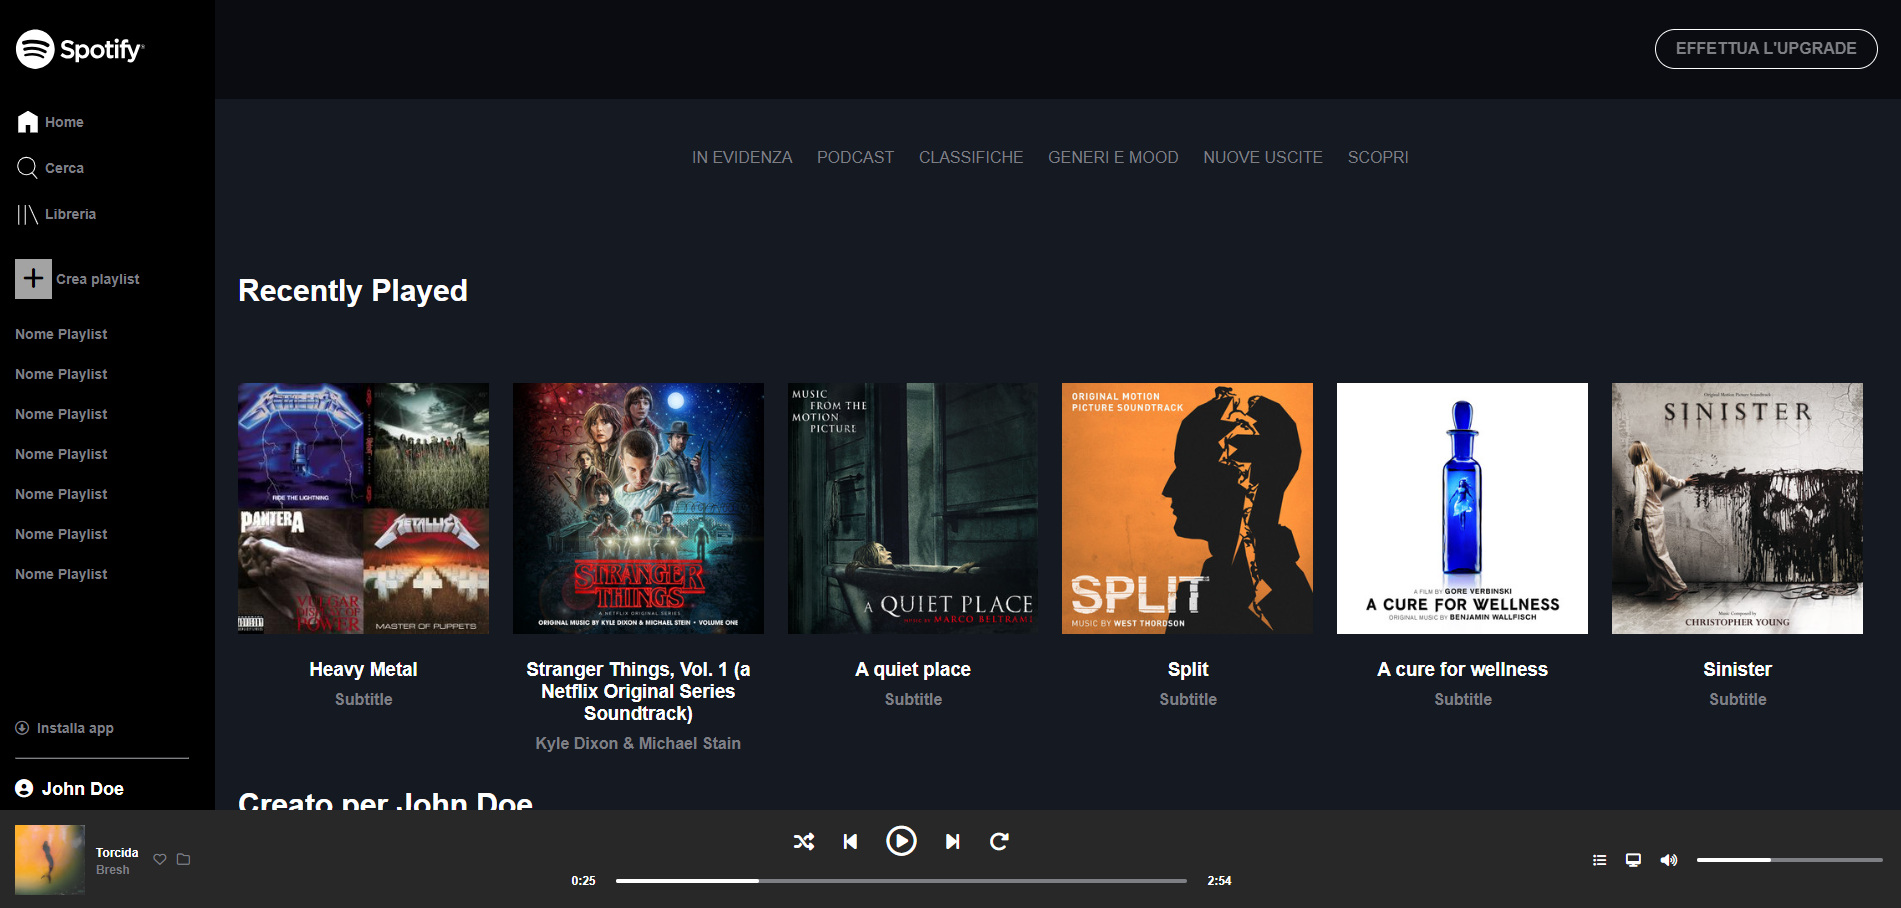 Spotify
EFFETTUA L'UPGRADE
Home
Cerca
Libreria
Crea playlist
Nome Playlist
Nome Playlist
Nome Playlist
Nome Playlist
Nome Playlist
Nome Playlist
Nome Playlist
Installa app
John Doe
IN EVIDENZA PODCAST CLASSIFICHE GENERI E MOOD NUOVE USCITE SCOPRI
Recently Played
METALLICA
RIDE THE LIGHTNING
PANTERA
VULGAR
DISPLAY OF
POWER
METALLICA
MASTER OF PUPPETS
Heavy Metal
Subtitle
STRANGER
THINGS
A NETFLIX ORIGINAL SERIES
ORIGINAL MUSIC BY KYLE DIXON & MICHAEL STEIN • VOLUME ONE
Stranger Things, Vol. 1 (a
Netflix Original Series
Soundtrack)
Kyle Dixon & Michael Stain
MUSIC
FROM THE
MOTION
PICTURE
A QUIET PLACE
MUSIC BY MARCO BELTRAMI
A quiet place
Subtitle
ORIGINAL MOTION
PICTURE SOUNDTRACK
SPLIT
MUSIC BY WEST THORDSON
Split
Subtitle
A FILM BY GORE VERBINSKI
A CURE FOR WELLNESS
ORIGINAL MUSIC BY BENJAMIN WALLFISCH
A cure for wellness
Subtitle
Original Motion Picture Soundtrack
SINISTER
Music Composed by
CHRISTOPHER YOUNG
Sinister
Subtitle
Creato per John Doe
Torcida
Bresh
0:25
2:54